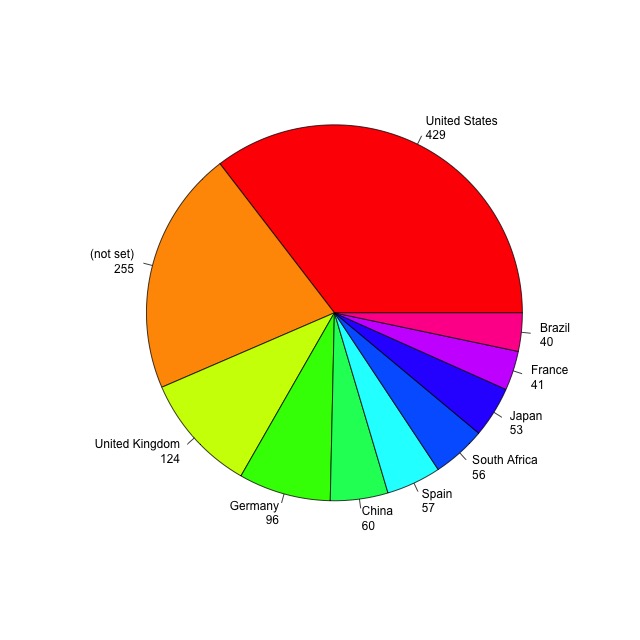 United States
429
(not set)
255
Brazil
40
France
41
Japan
53
United Kingdom
124
South Africa
56
Spain
57
Germany
96
China
60